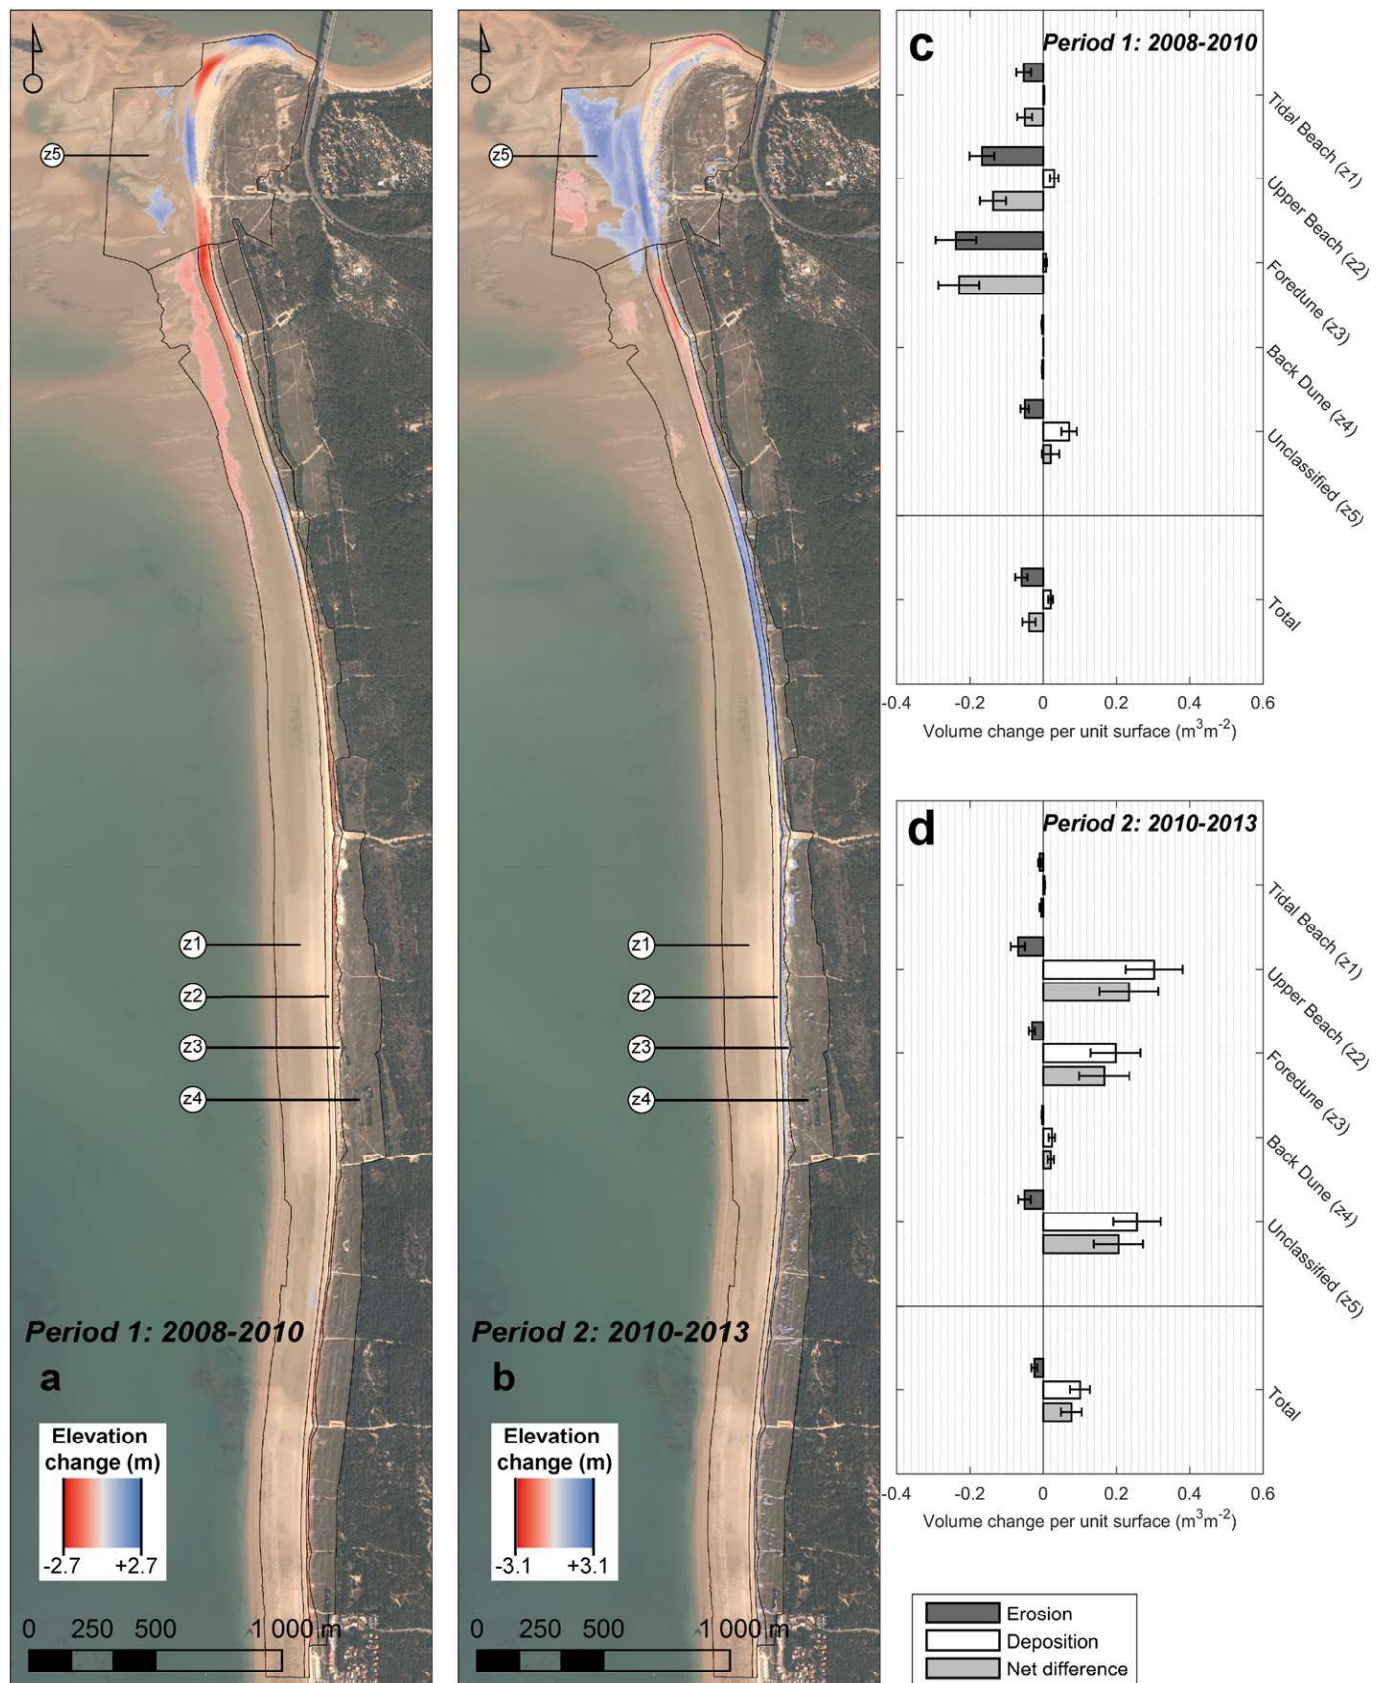 z5
z1
z2
z3
z4
Period 1: 2008-2010
a
Elevation
change (m)
-2.7 +2.7
0 250 500 1 000 m
z5
z1
z2
z3
z4
Period 2: 2010-2013
b
Elevation
change (m)
-3.1 +3.1
0 250 500 1 000 m
c
Period 1: 2008-2010
Tidal Beach (z1)
Upper Beach (z2)
Foredune (z3)
Back Dune (z4)
Unclassified (z5)
Total
-0.4 -0.2 0 0.2 0.4 0.6
Volume change per unit surface (m³m⁻²)
d
Period 2: 2010-2013
Tidal Beach (z1)
Upper Beach (z2)
Foredune (z3)
Back Dune (z4)
Unclassified (z5)
Total
-0.4 -0.2 0 0.2 0.4 0.6
Volume change per unit surface (m³m⁻²)
Erosion
Deposition
Net difference